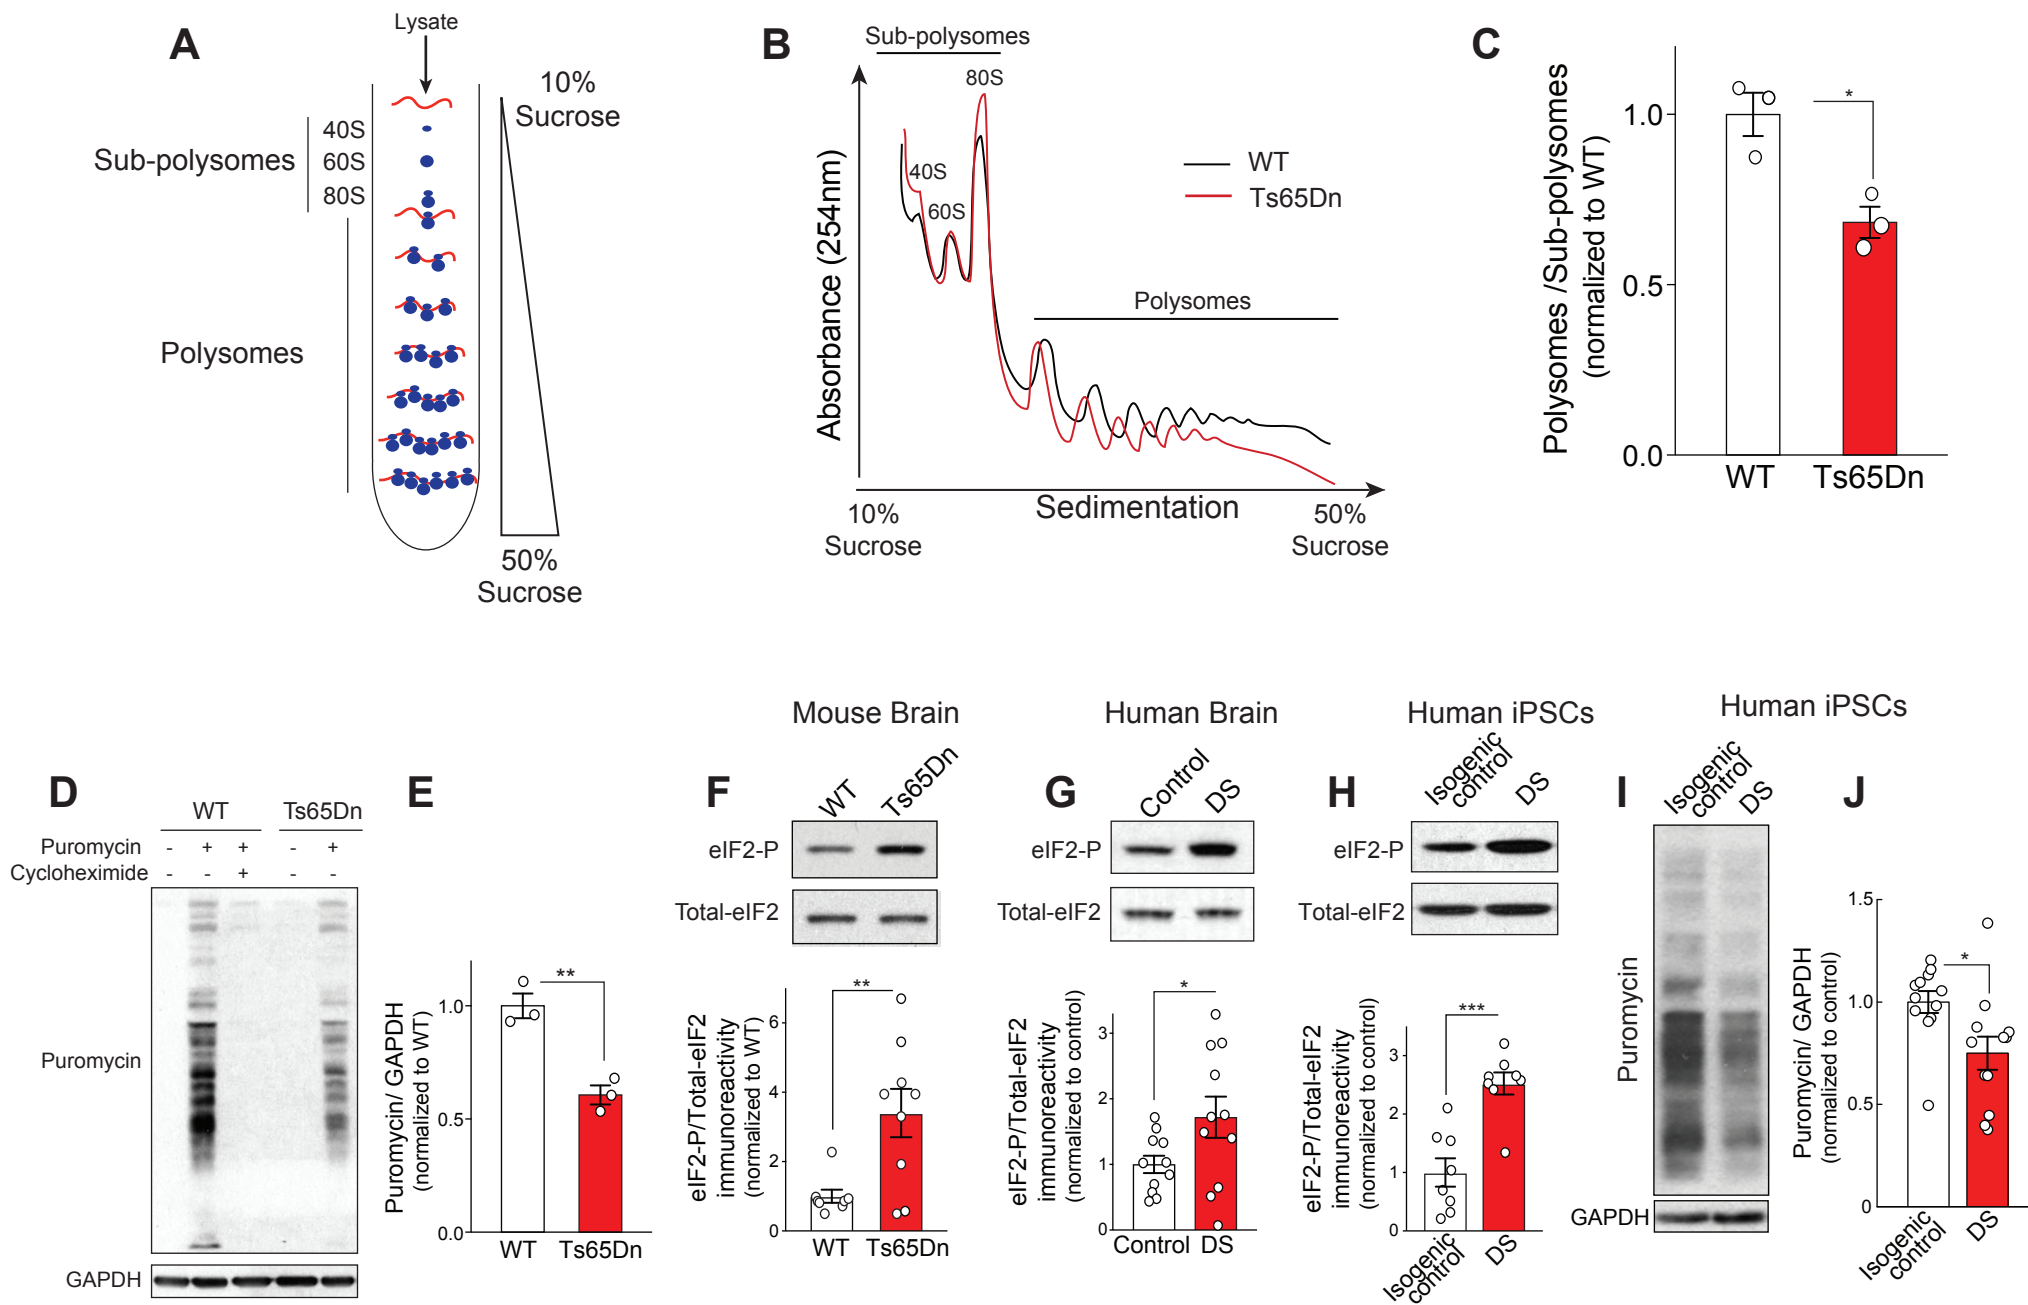 A
Lysate
10%
Sucrose
40S
60S
80S
Sub-polysomes
Polysomes
50%
Sucrose
B
Sub-polysomes
80S
40S
60S
WT
Ts65Dn
Polysomes
Absorbance (254nm)
Sedimentation
10%
Sucrose
50%
Sucrose
C
Polysomes /Sub-polysomes
(normalized to WT)
1.0
0.5
0.0
*
WT
Ts65Dn
D
WT
Ts65Dn
Puromycin - + + - +
Cycloheximide - - + - -
Puromycin
GAPDH
E
Puromycin/ GAPDH
(normalized to WT)
1.0
0.5
0.0
**
WT
Ts65Dn
Mouse Brain
F
WT
Ts65Dn
eIF2-P
Total-eIF2
eIF2-P/Total-eIF2
immunoreactivity
(normalized to WT)
6
4
2
0
**
WT
Ts65Dn
Human Brain
G
Control
DS
eIF2-P
Total-eIF2
eIF2-P/Total-eIF2
immunoreactivity
(normalized to control)
3
2
1
0
*
Control
DS
Human iPSCs
H
Isogenic
control
DS
eIF2-P
Total-eIF2
eIF2-P/Total-eIF2
immunoreactivity
(normalized to control)
3
2
1
0
***
Isogenic
control
DS
Human iPSCs
I
Isogenic
control
DS
Puromycin
GAPDH
J
Puromycin/ GAPDH
(normalized to control)
1.5
1.0
0.5
0
*
Isogenic
control
DS